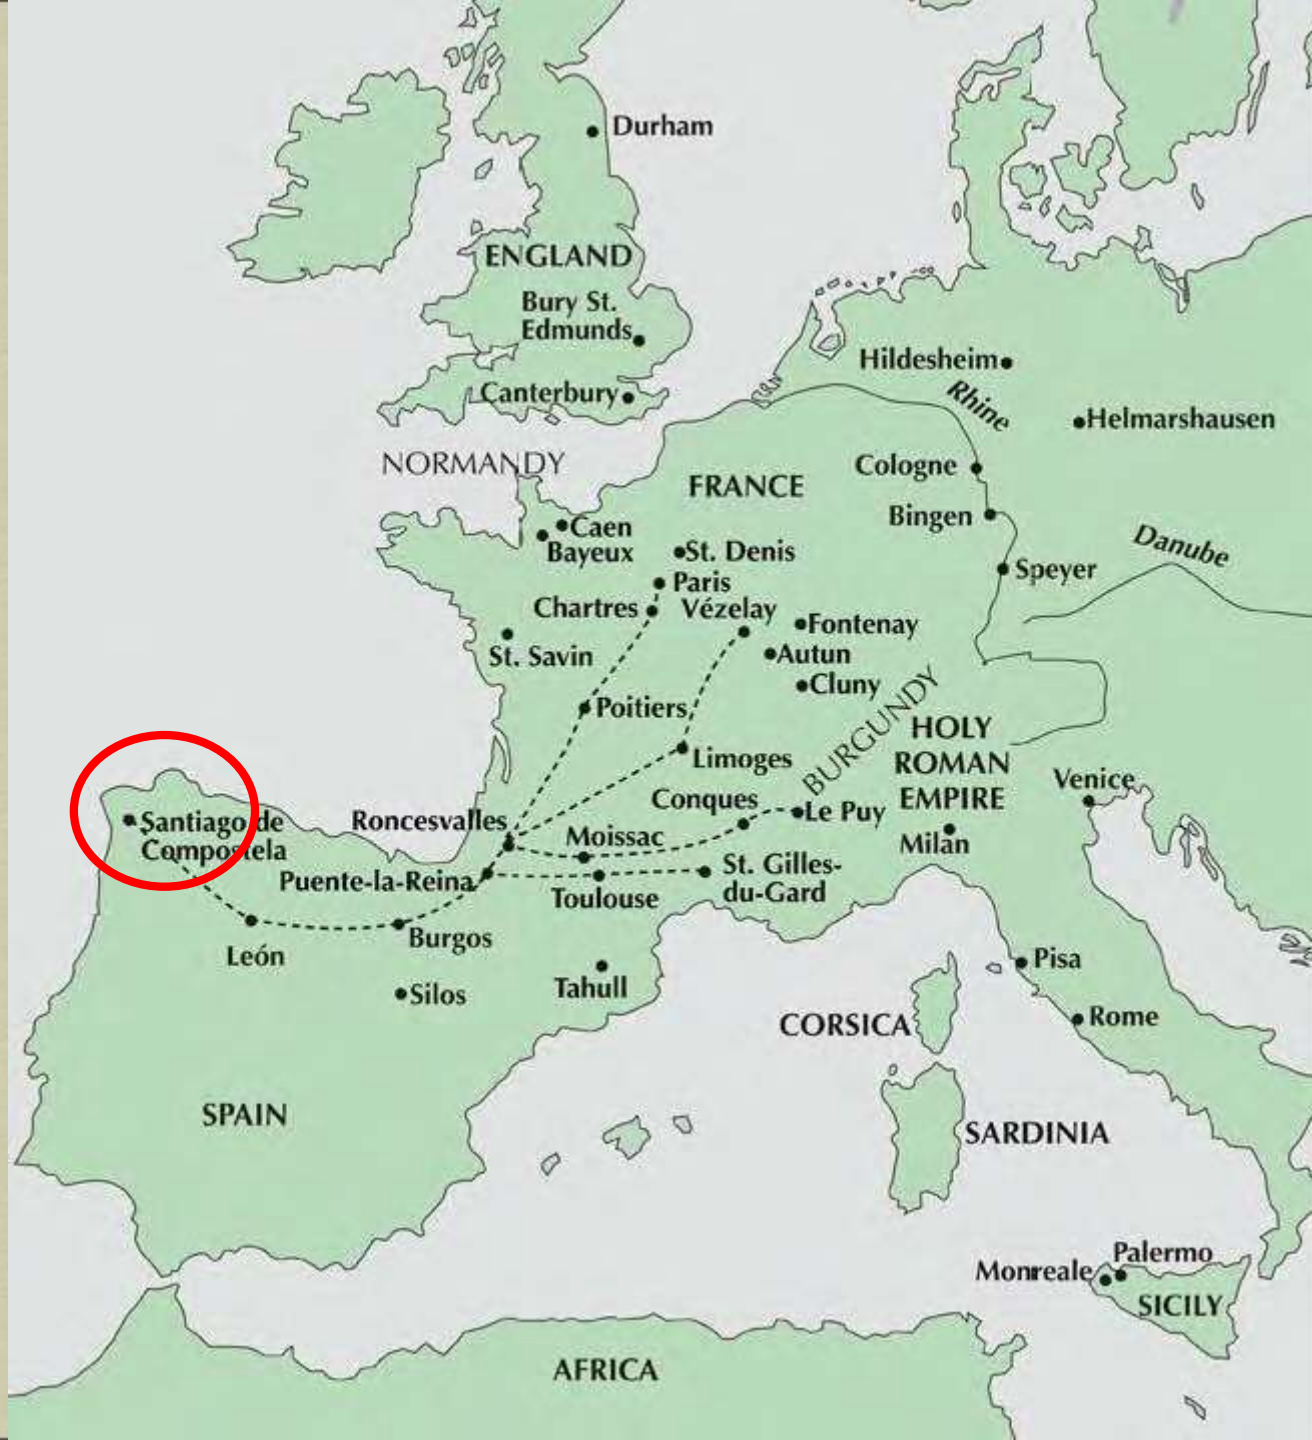 Durham
ENGLAND
Bury St.
Edmunds
Hildesheim
Canterbury
Rhine
Helmarshausen
NORMANDY
Cologne
FRANCE
Bingen
Caen
Bayeux
St. Denis
Danube
Speyer
Paris
Chartres
Vézelay
Fontenay
St. Savin
Autun
Cluny
Poitiers
BURGUNDY
HOLY
ROMAN
EMPIRE
Limoges
Venice
Conques
Le Puy
Santiago de
Compostela
Roncesvalles
Moissac
Milan
Puente-la-Reina
St. Gilles-
du-Gard
Toulouse
León
Burgos
Pisa
Silos
Tahull
Rome
CORSICA
SPAIN
SARDINIA
Palermo
Monreale
SICILY
AFRICA